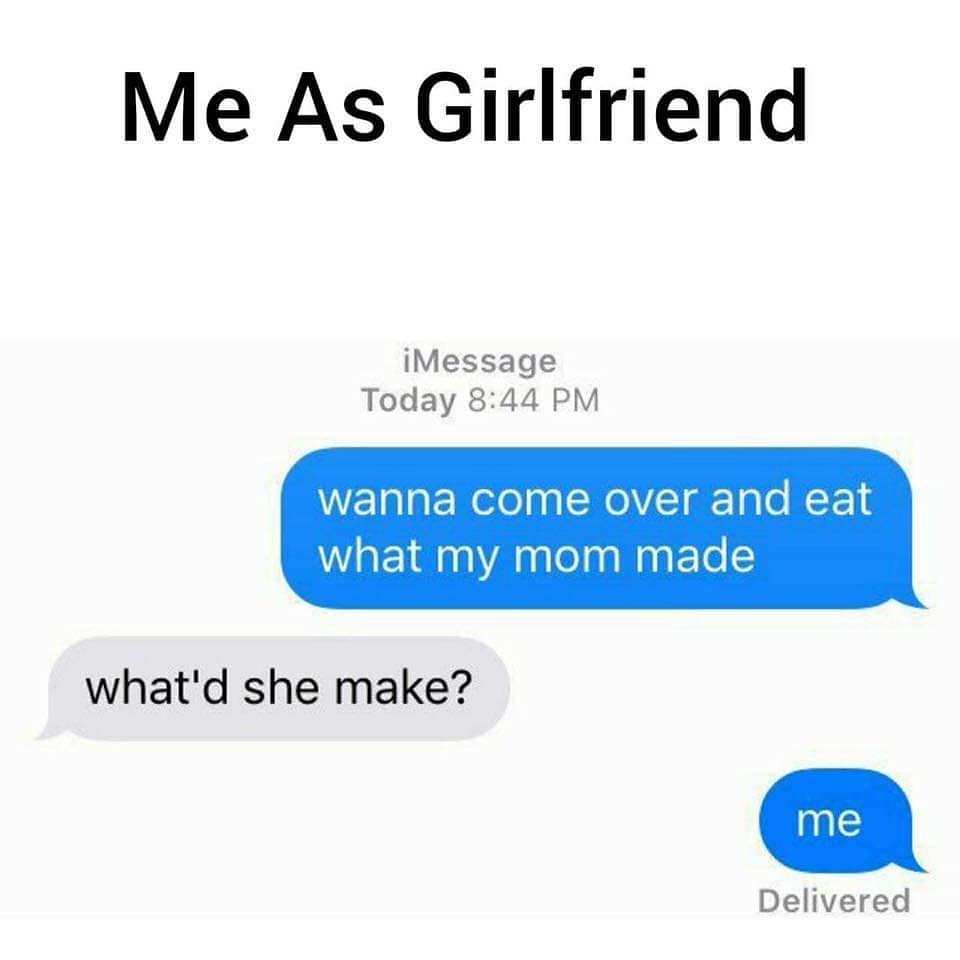 Me As Girlfriend
iMessage
Today 8:44 PM
wanna come over and eat
what my mom made
what'd she make?
me
Delivered